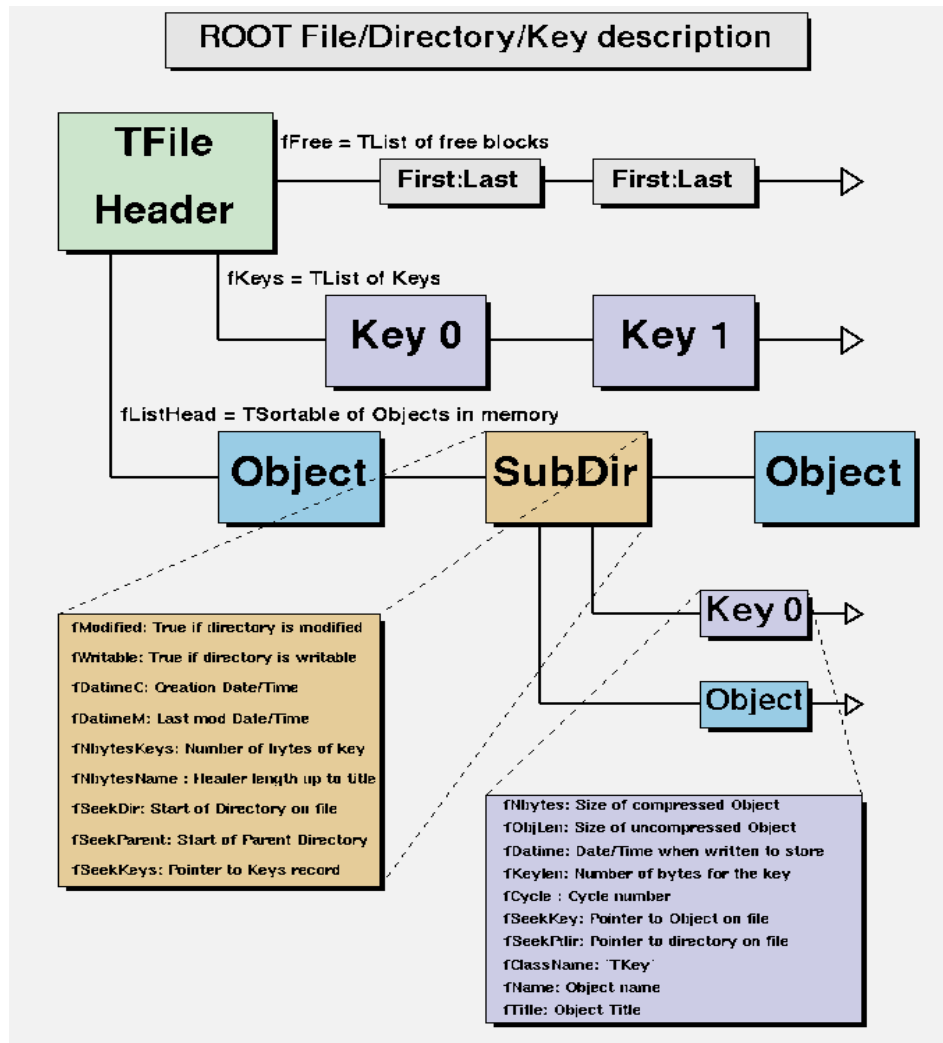 ROOT File/Directory/Key description
TFile
Header
fFree = TList of free blocks
First:Last
First:Last
fKeys = TList of Keys
Key 0
Key 1
fListHead = TSortable of Objects in memory
Object
SubDir
Object
Key 0
Object
fModified: True if directory is modified
fWritable: True if directory is writable
fDatimeC: Creation Date/Time
fDatimeM: Last mod Date/Time
fNbytesKeys: Number of bytes of key
fNbytesName : Header length up to title
fSeekDir: Start of Directory on file
fSeekParent: Start of Parent Directory
fSeekKeys: Pointer to Keys record
fNbytes: Size of compressed Object
fObjLen: Size of uncompressed Object
fDatime: Date/Time when written to store
fKeylen: Number of bytes for the key
fCycle : Cycle number
fSeekKey: Pointer to Object on file
fSeekPdir: Pointer to directory on file
fClassName: 'TKey'
fName: Object name
fTitle: Object Title